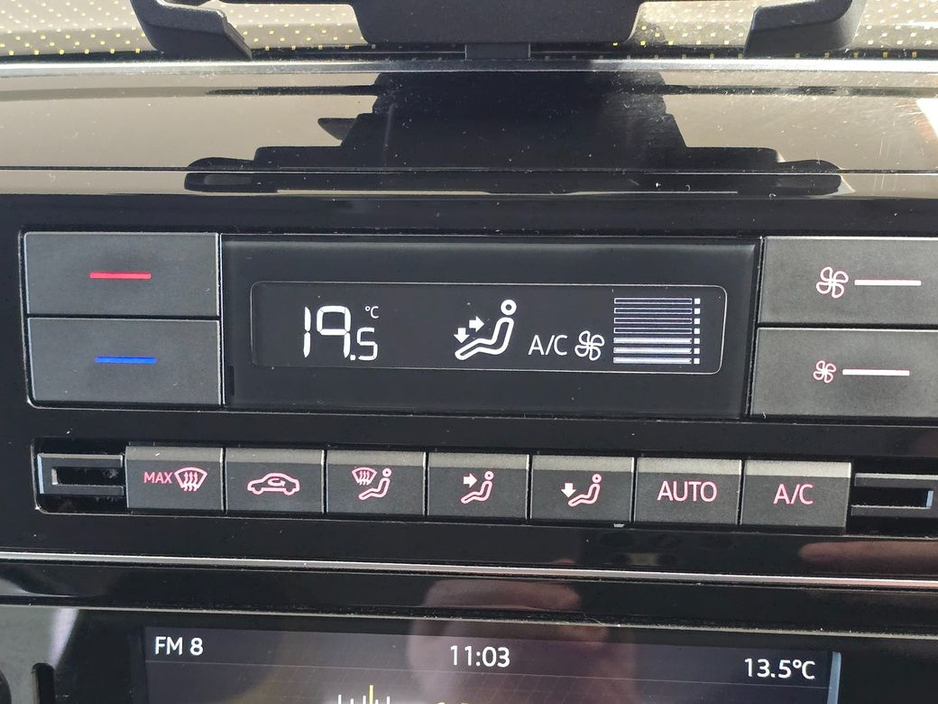 19.5 °C A/C
MAX AUTO A/C
FM 8 11:03 13.5°C